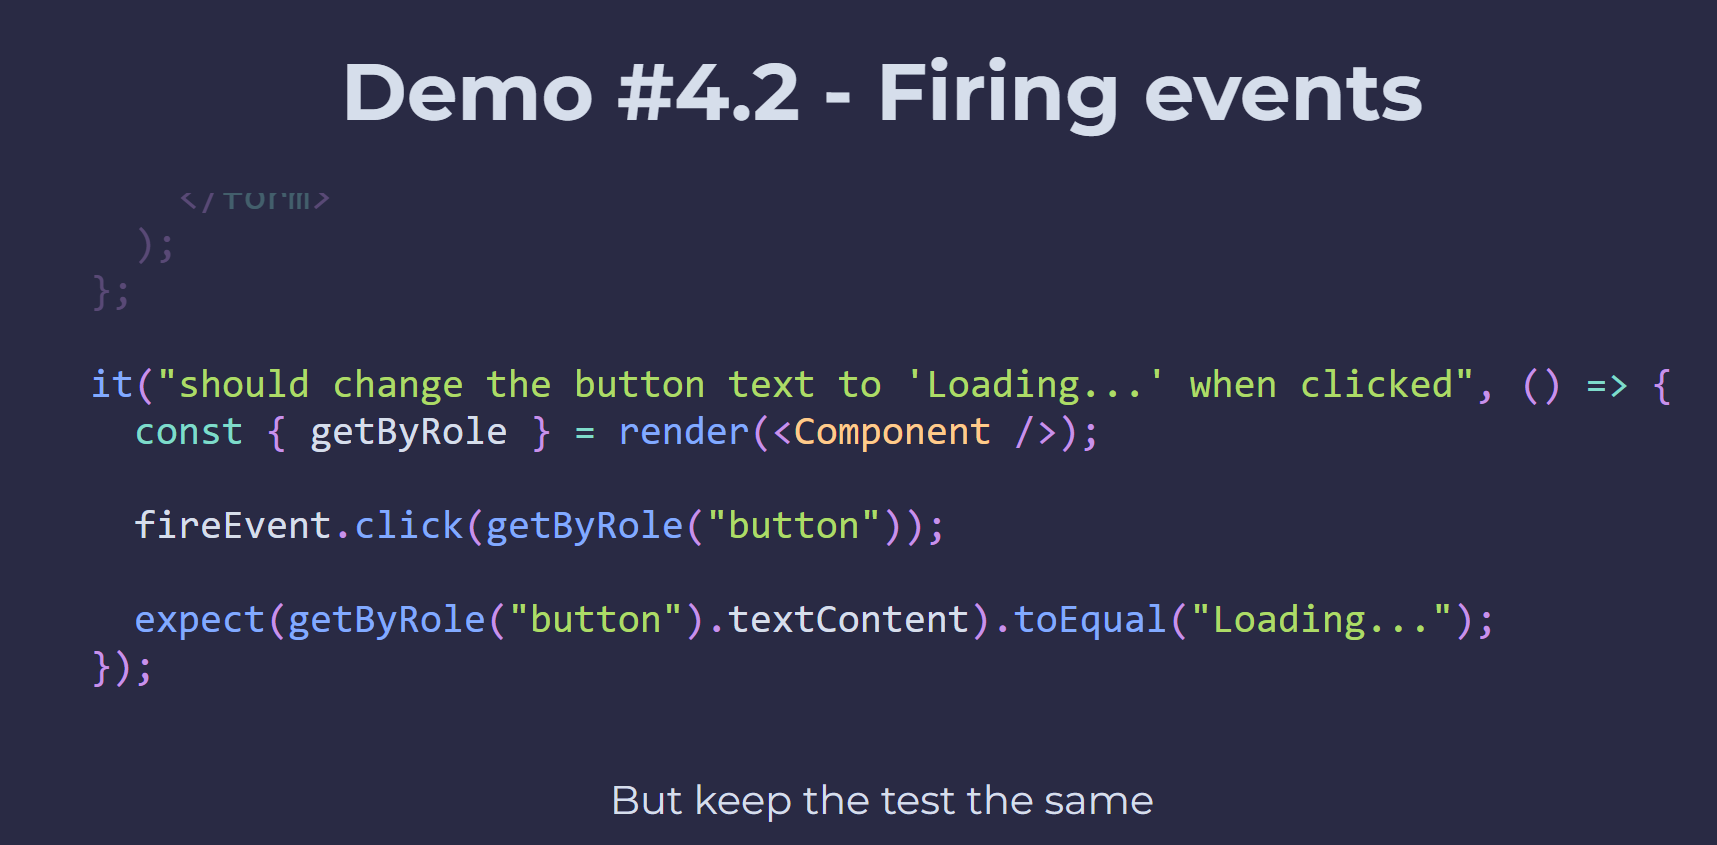 Demo #4.2 - Firing events
</form>
);
};
it("should change the button text to 'Loading...' when clicked", () => {
const { getByRole } = render(<Component />);
fireEvent.click(getByRole("button"));
expect(getByRole("button").textContent).toEqual("Loading...");
});
But keep the test the same